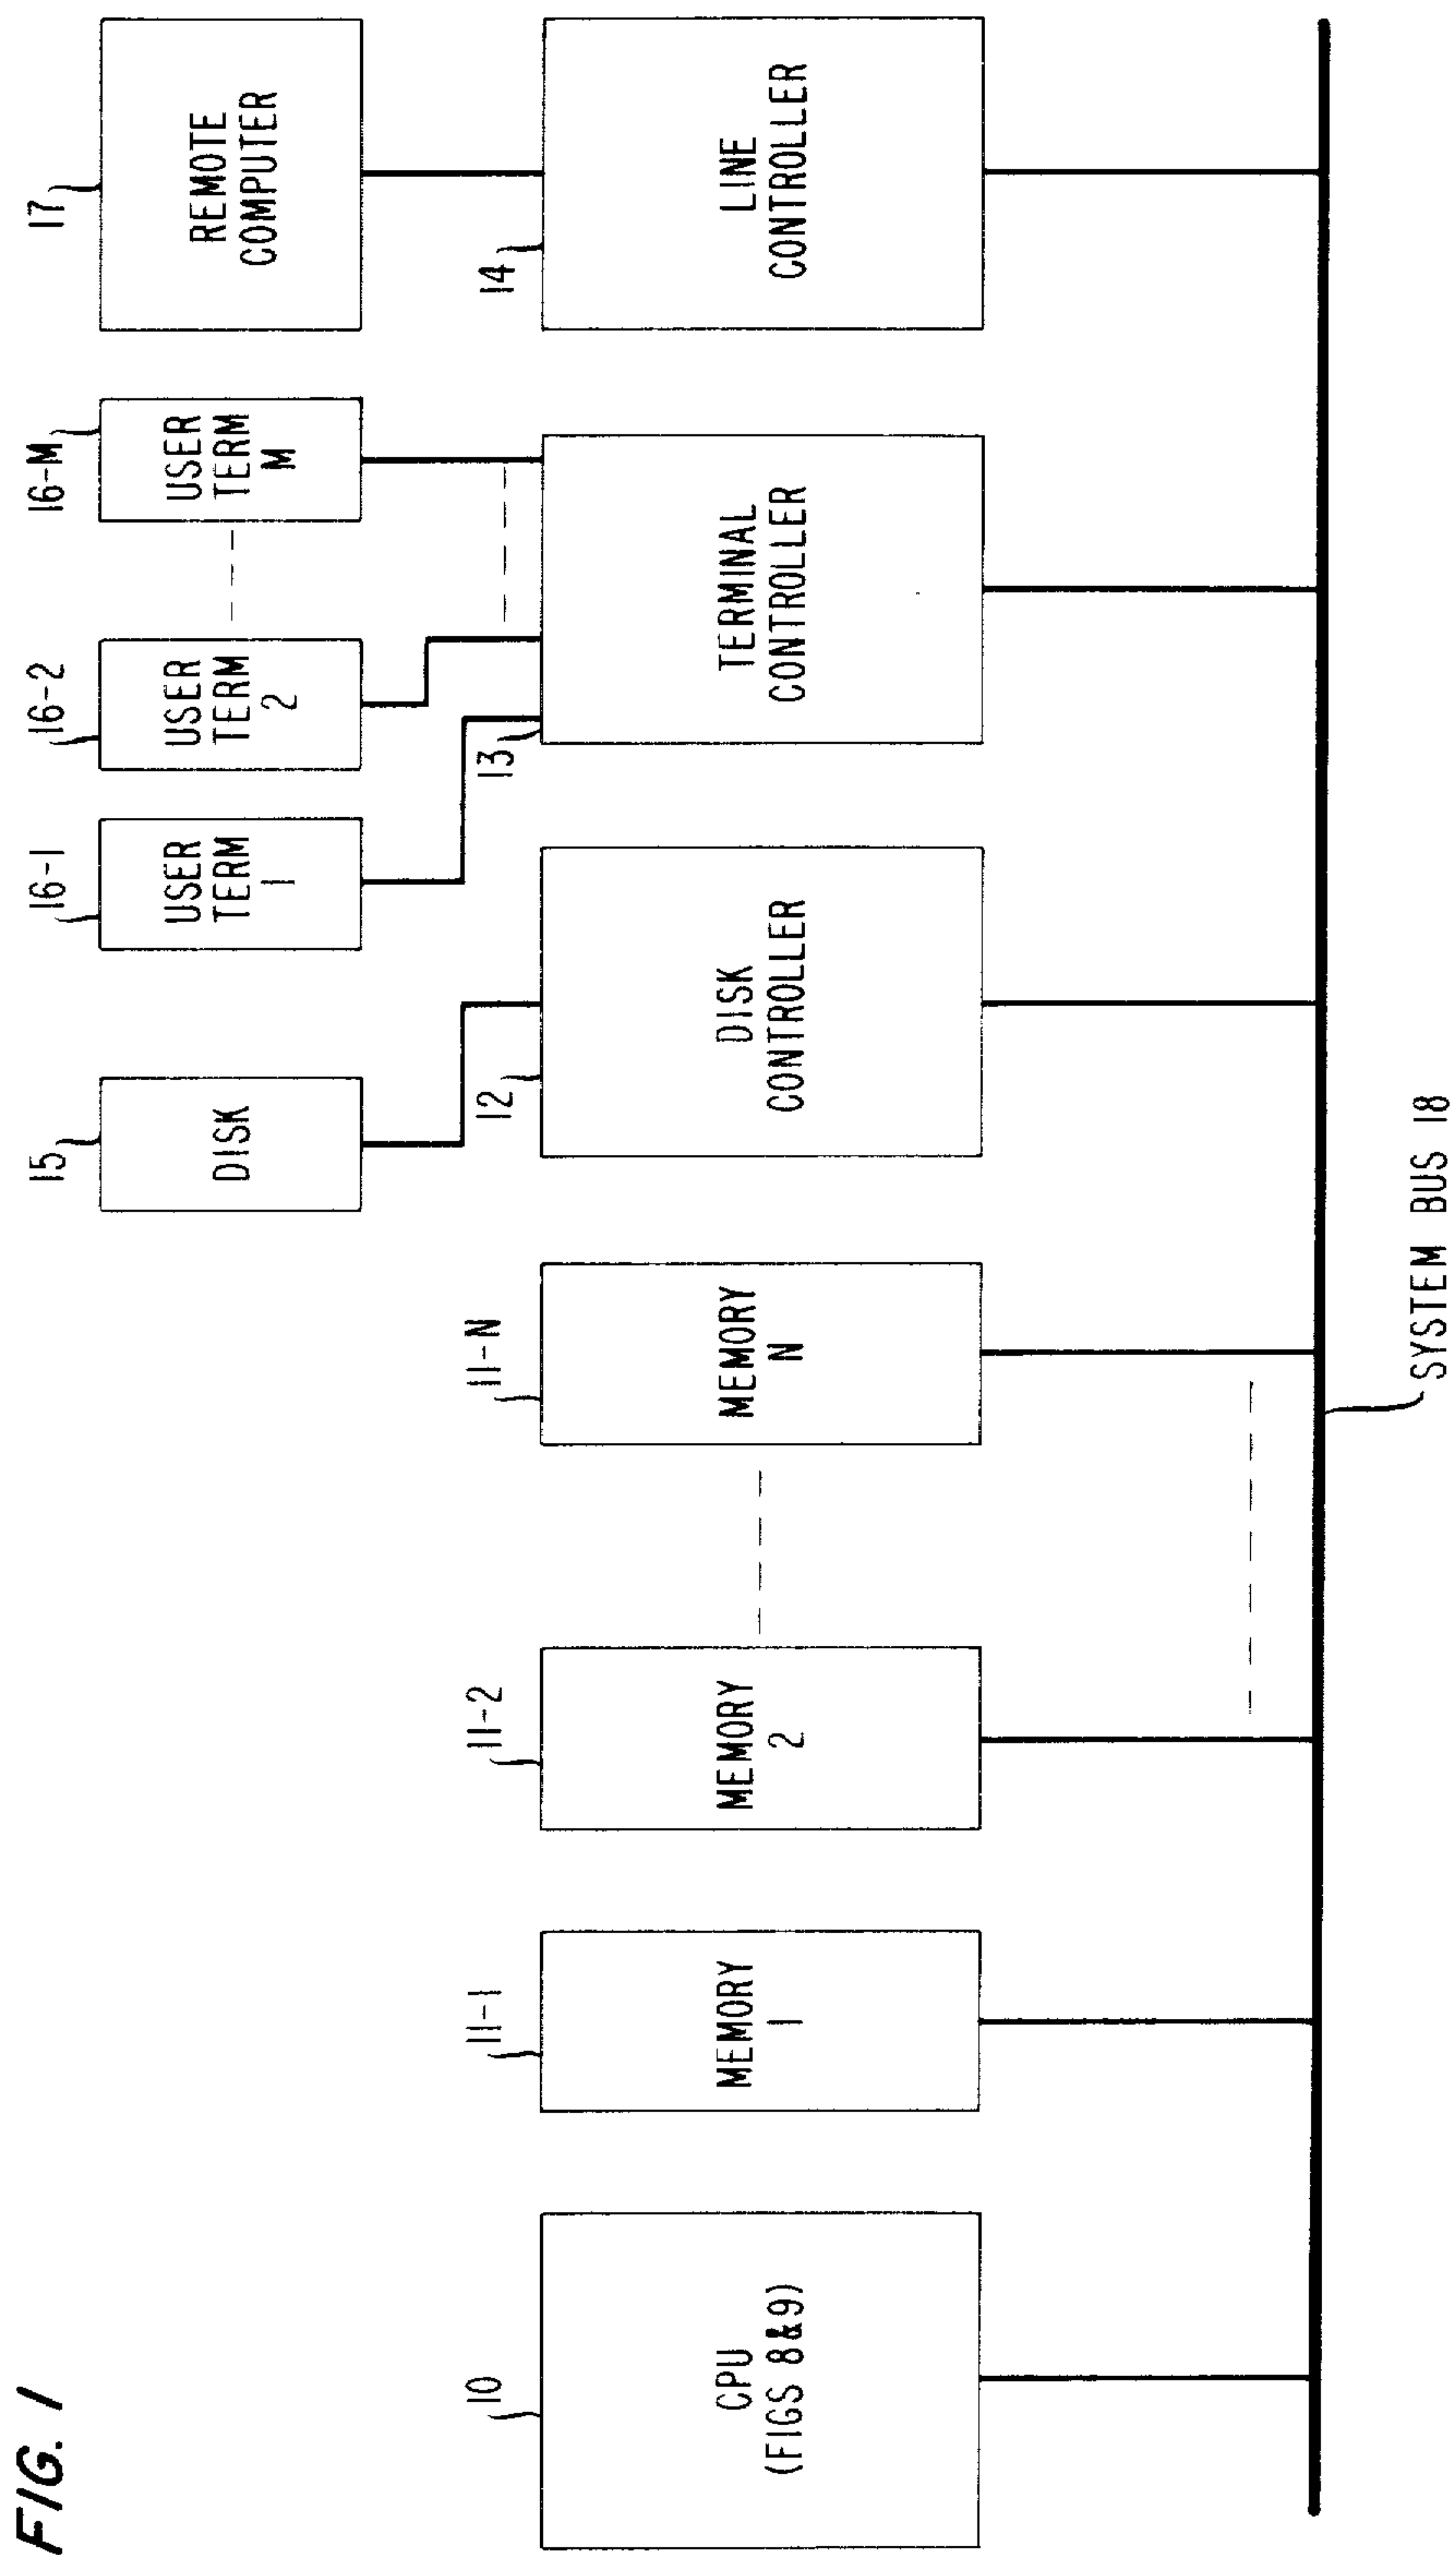 FIG. 1
15
16-1
16-2
16-M
17
DISK
USER
TERM
1
USER
TERM
2
USER
TERM
M
REMOTE
COMPUTER
10
11-1
11-2
11-N
12
13
14
CPU
(FIGS 8&9)
MEMORY
1
MEMORY
2
MEMORY
N
DISK
CONTROLLER
TERMINAL
CONTROLLER
LINE
CONTROLLER
SYSTEM BUS 18